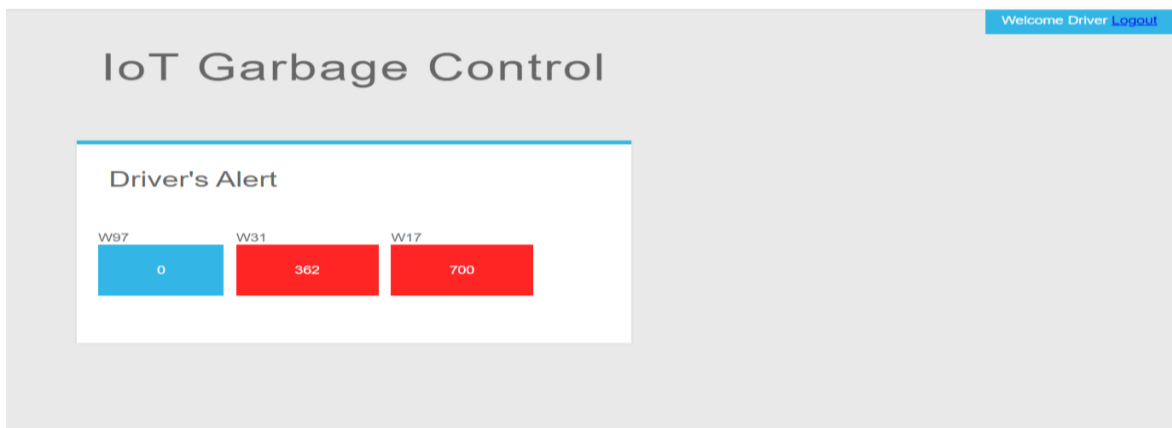 Welcome Driver Logout
IoT Garbage Control
Driver's Alert
W97 W31 W17
0 362 700